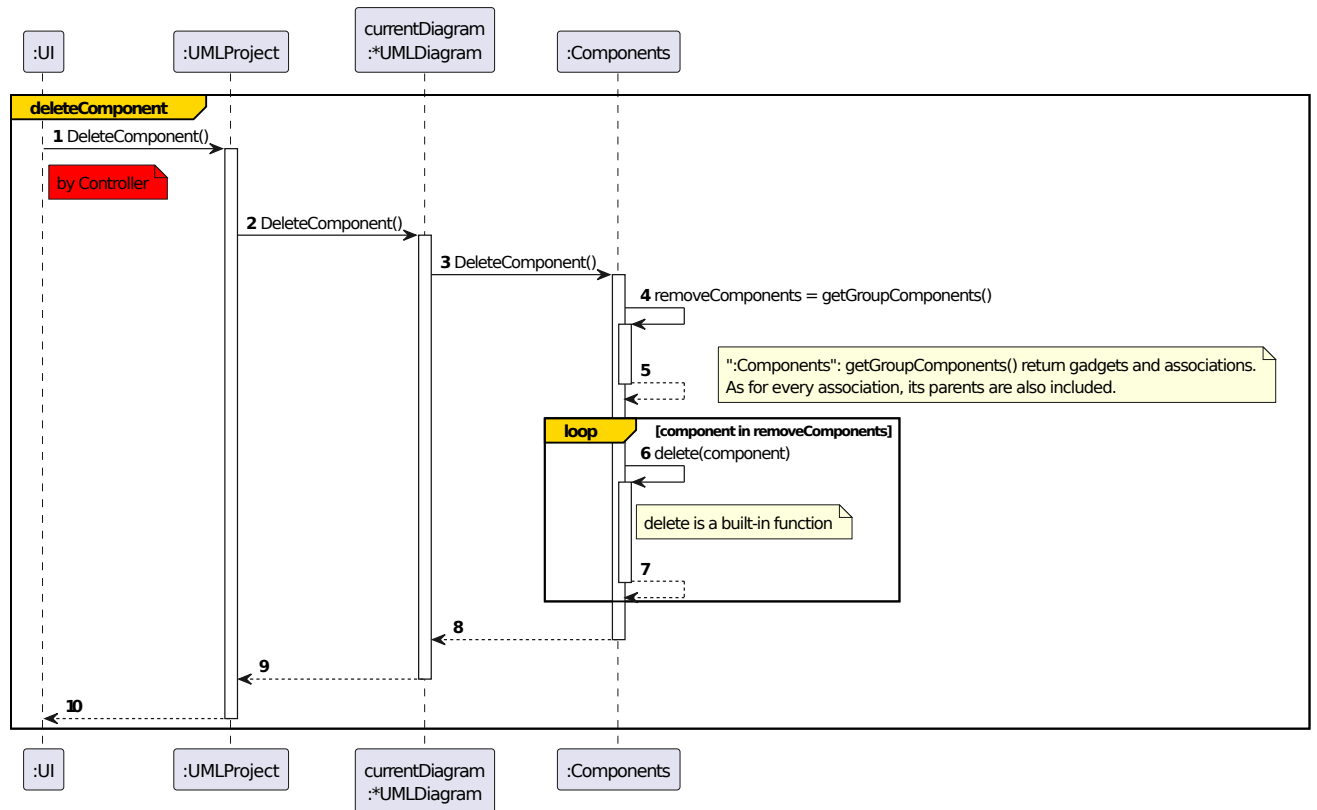 :UI
:UMLProject
currentDiagram
:*UMLDiagram
:Components
deleteComponent
1 DeleteComponent()
by Controller
2 DeleteComponent()
3 DeleteComponent()
4 removeComponents = getGroupComponents()
":Components": getGroupComponents() return gadgets and associations.
As for every association, its parents are also included.
5
loop [component in removeComponents]
6 delete(component)
delete is a built-in function
7
8
9
10
:UI
:UMLProject
currentDiagram
:*UMLDiagram
:Components